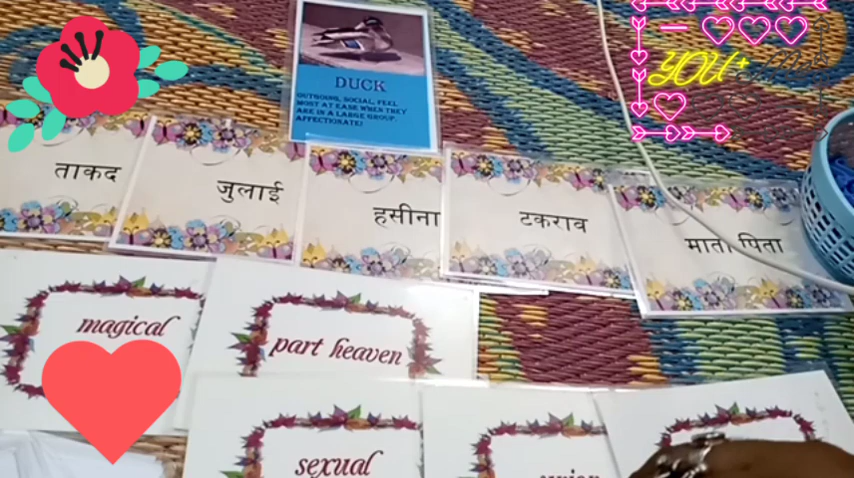 DUCK
OUTGOING, SOCIAL, FEEL
MOST AT EASE WHEN THEY
ARE IN A LARGE GROUP.
AFFECTIONATE!
YOU+
ताकद
जुलाई
हसीना
टकराव
माता पिता
magical
part heaven
sexual